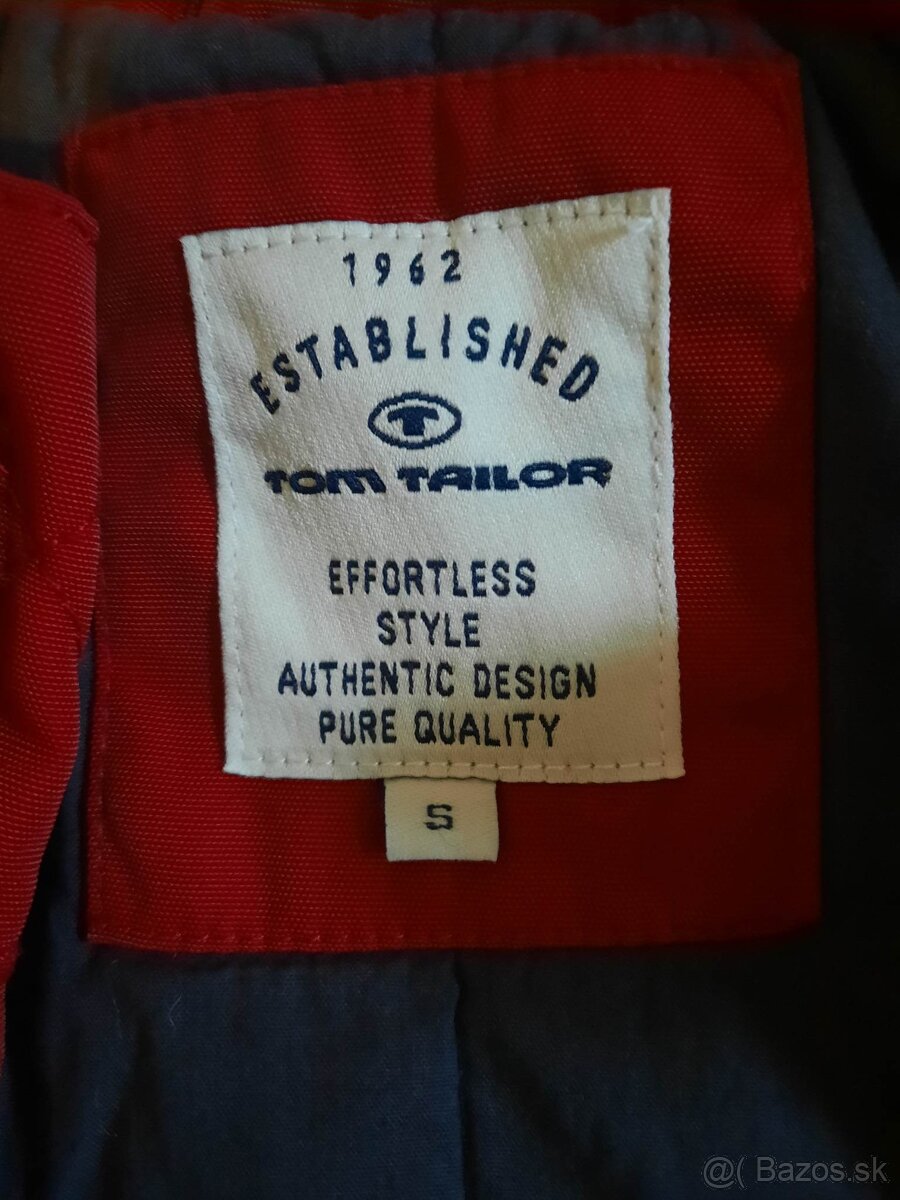 1962
ESTABLISHED
T
TOM TAILOR
EFFORTLESS
STYLE
AUTHENTIC DESIGN
PURE QUALITY
S
@( Bazos.sk